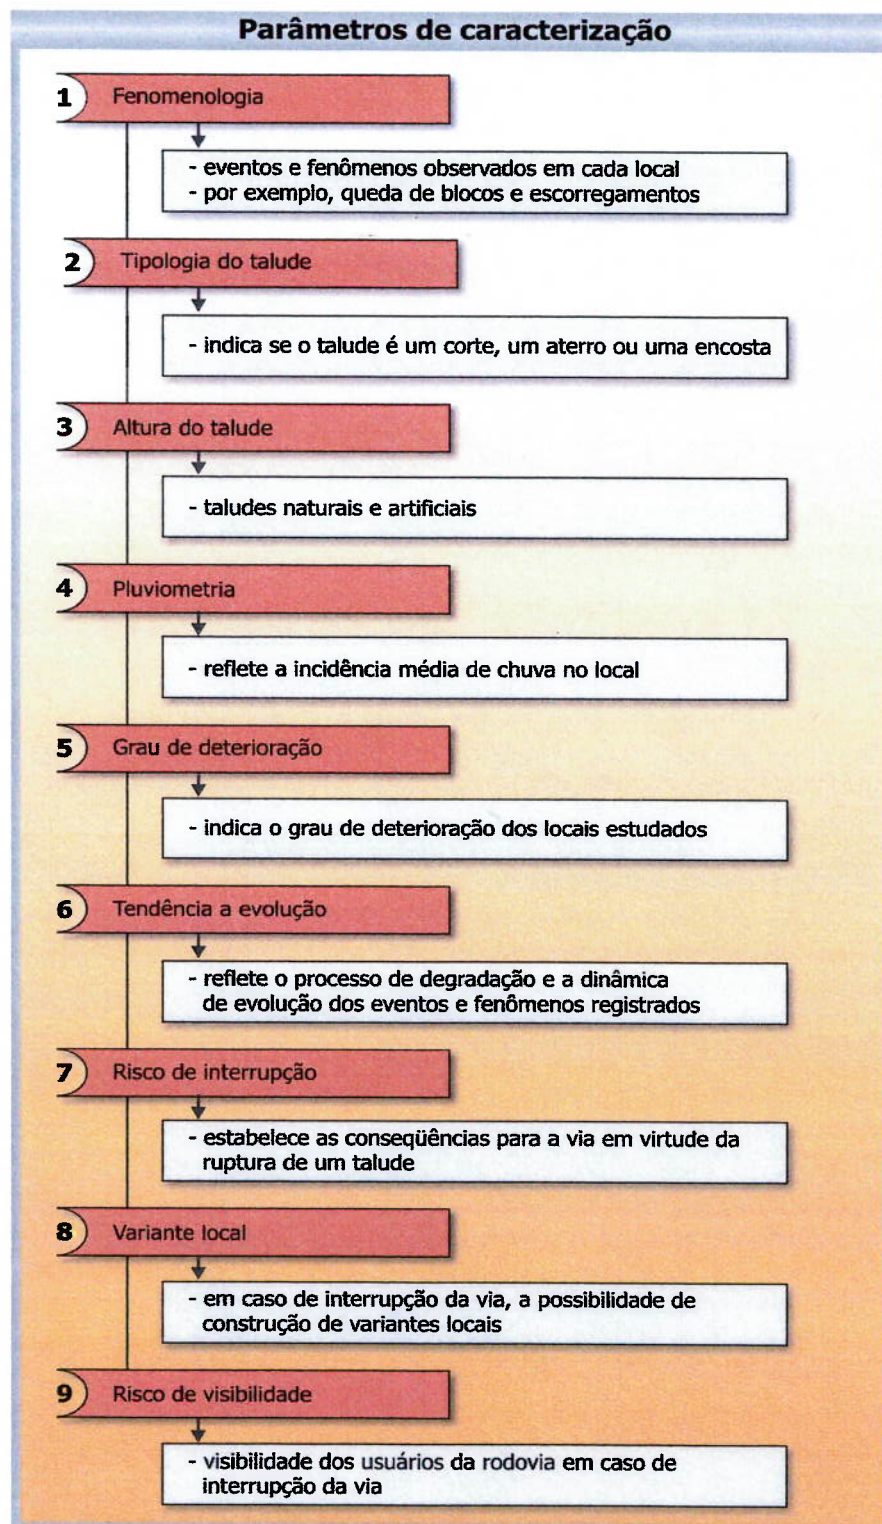 Parâmetros de caracterização
1 Fenomenologia
- eventos e fenômenos observados em cada local
- por exemplo, queda de blocos e escorregamentos
2 Tipologia do talude
- indica se o talude é um corte, um aterro ou uma encosta
3 Altura do talude
- taludes naturais e artificiais
4 Pluviometria
- reflete a incidência média de chuva no local
5 Grau de deterioração
- indica o grau de deterioração dos locais estudados
6 Tendência a evolução
- reflete o processo de degradação e a dinâmica
de evolução dos eventos e fenômenos registrados
7 Risco de interrupção
- estabelece as conseqüências para a via em virtude da
ruptura de um talude
8 Variante local
- em caso de interrupção da via, a possibilidade de
construção de variantes locais
9 Risco de visibilidade
- visibilidade dos usuários da rodovia em caso de
interrupção da via